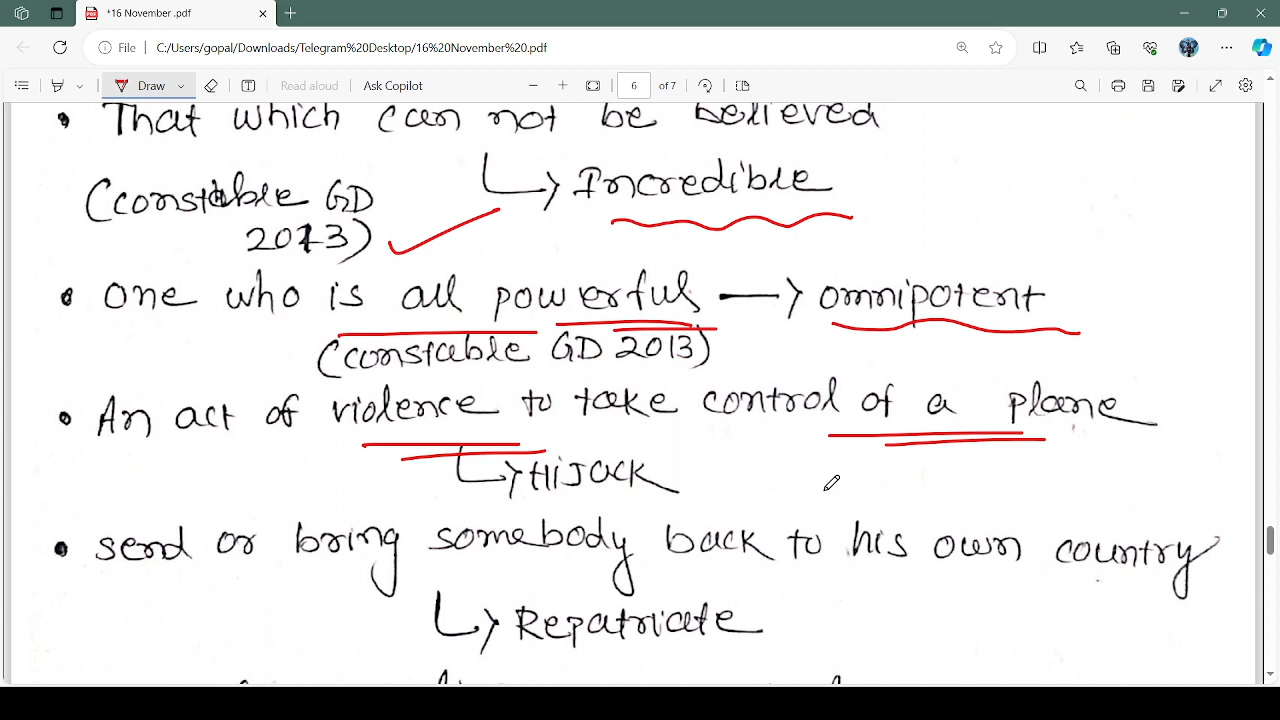 *16 November .pdf
File C:/Users/gopal/Downloads/Telegram%20Desktop/16%20November%20.pdf
Draw Read aloud Ask Copilot 6 of 7
• That which can not be believed
(constable GD → Incredible
2013)
• one who is all powerful → omnipotent
(constable GD 2013)
• An act of violence to take control of a plane
→ HiJack
• send or bring somebody back to his own country
→ Repatriate